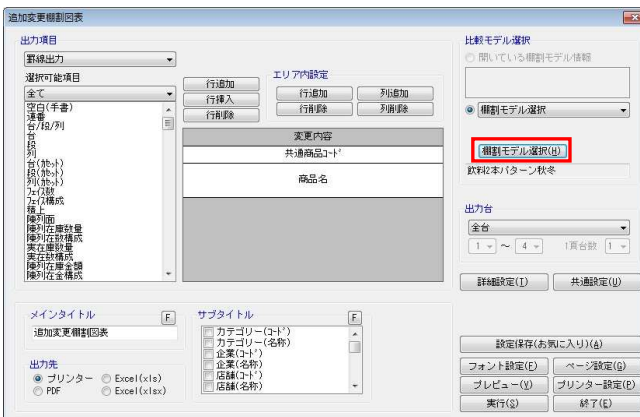 追加変更棚割図表
出力項目
罫線出力
選択可能項目
全て
空白(手書)
連番
台/段/列
台
段
列
台(ｶｾｯﾄ)
段(ｶｾｯﾄ)
列(ｶｾｯﾄ)
ﾌｪｲｽ数
ﾌｪｲｽ構成
積上
陳列面
陳列在庫数量
陳列在数構成
実在庫数量
実在数構成
陳列在庫金額
陳列在金構成
行追加
行挿入
行削除
エリア内設定
行追加
列追加
行削除
列削除
変更内容
共通商品ｺｰﾄﾞ
商品名
比較モデル選択
開いている棚割モデル情報
棚割モデル選択
棚割モデル選択(H)
飲料2本パターン秋冬
出力台
全台
1 ～ 4
1頁台数 1
詳細設定(I)
共通設定(U)
メインタイトル
F
追加変更棚割図表
出力先
プリンター
Excel(xls)
PDF
Excel(xlsx)
サブタイトル
F
カテゴリー(ｺｰﾄﾞ)
カテゴリー(名称)
企業(ｺｰﾄﾞ)
企業(名称)
店舗(ｺｰﾄﾞ)
店舗(名称)
設定保存(お気に入り)(A)
フォント設定(F)
ページ設定(G)
プレビュー(V)
プリンター設定(P)
実行(S)
終了(E)